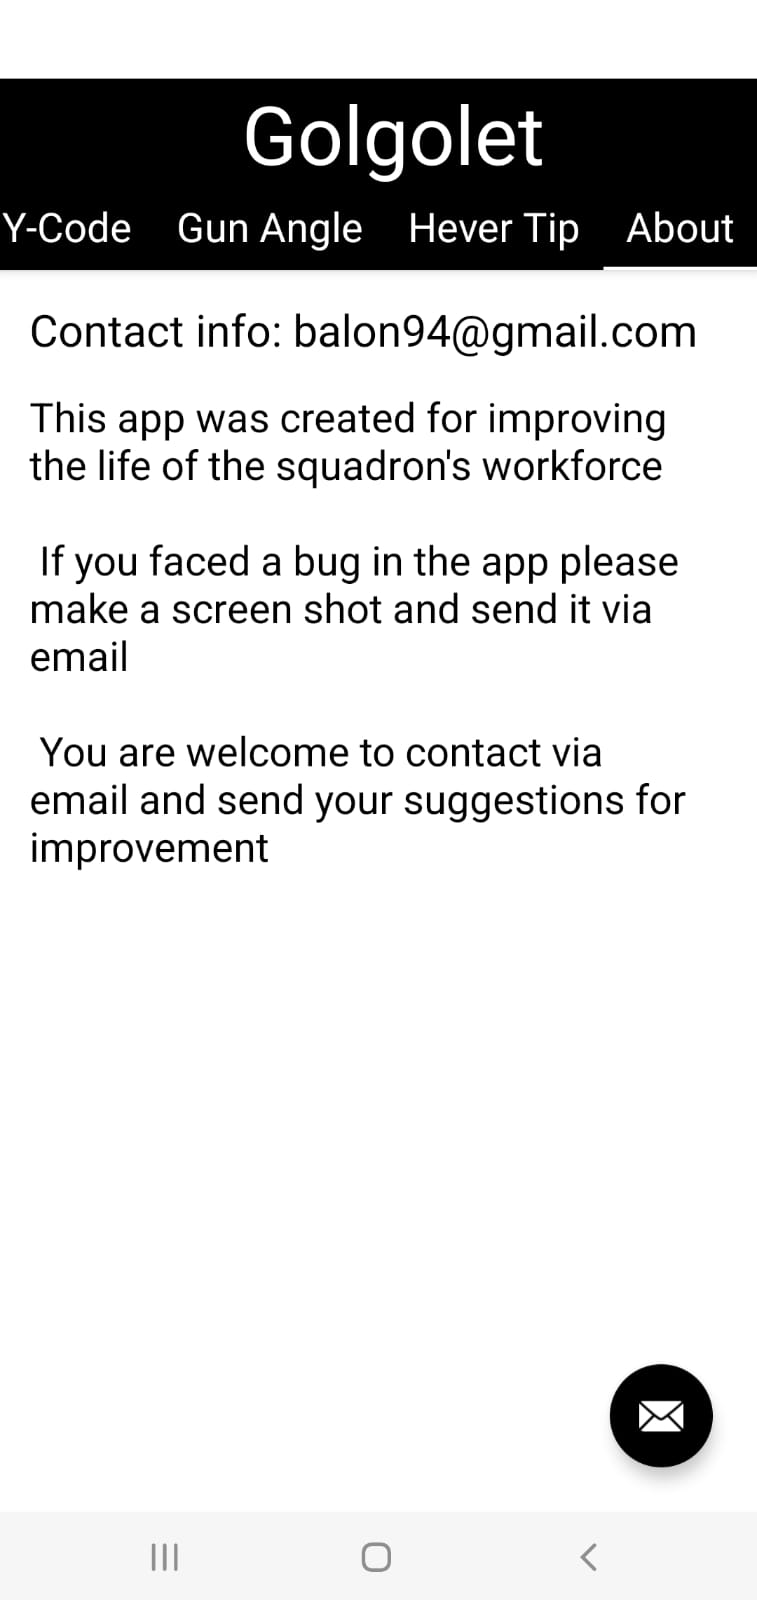 Golgolet
Y-Code Gun Angle Hever Tip About
Contact info: balon94@gmail.com
This app was created for improving
the life of the squadron's workforce
If you faced a bug in the app please
make a screen shot and send it via
email
You are welcome to contact via
email and send your suggestions for
improvement